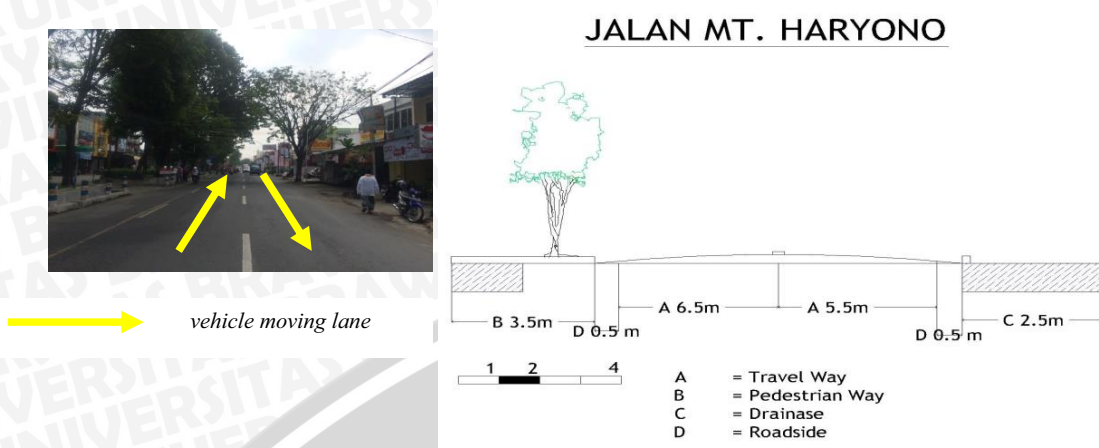 JALAN MT. HARYONO
vehicle moving lane
B 3.5m
D 0.5 m
A 6.5m
A 5.5m
D 0.5m
C 2.5m
1 2 4
A = Travel Way
B = Pedestrian Way
C = Drainase
D = Roadside